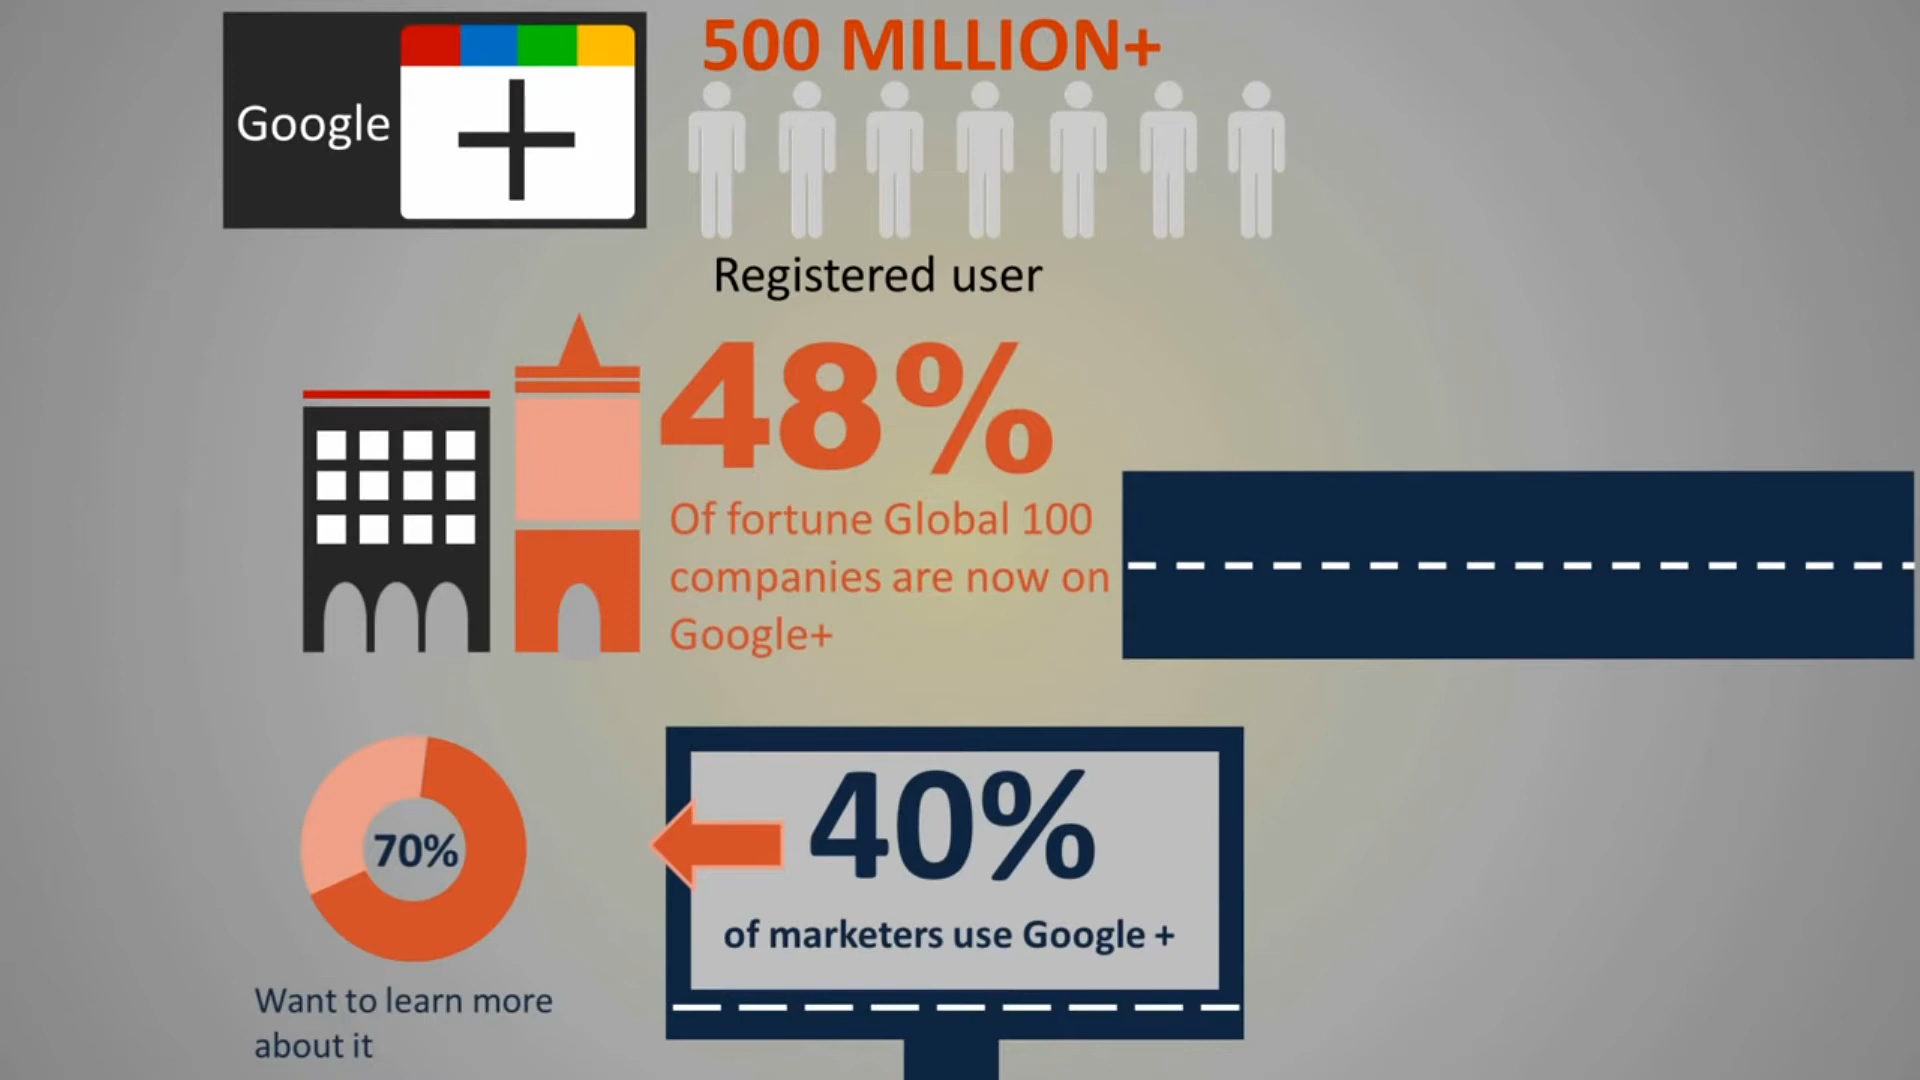 Google
500 MILLION+
Registered user
48%
Of fortune Global 100
companies are now on
Google+
70%
Want to learn more
about it
40%
of marketers use Google +